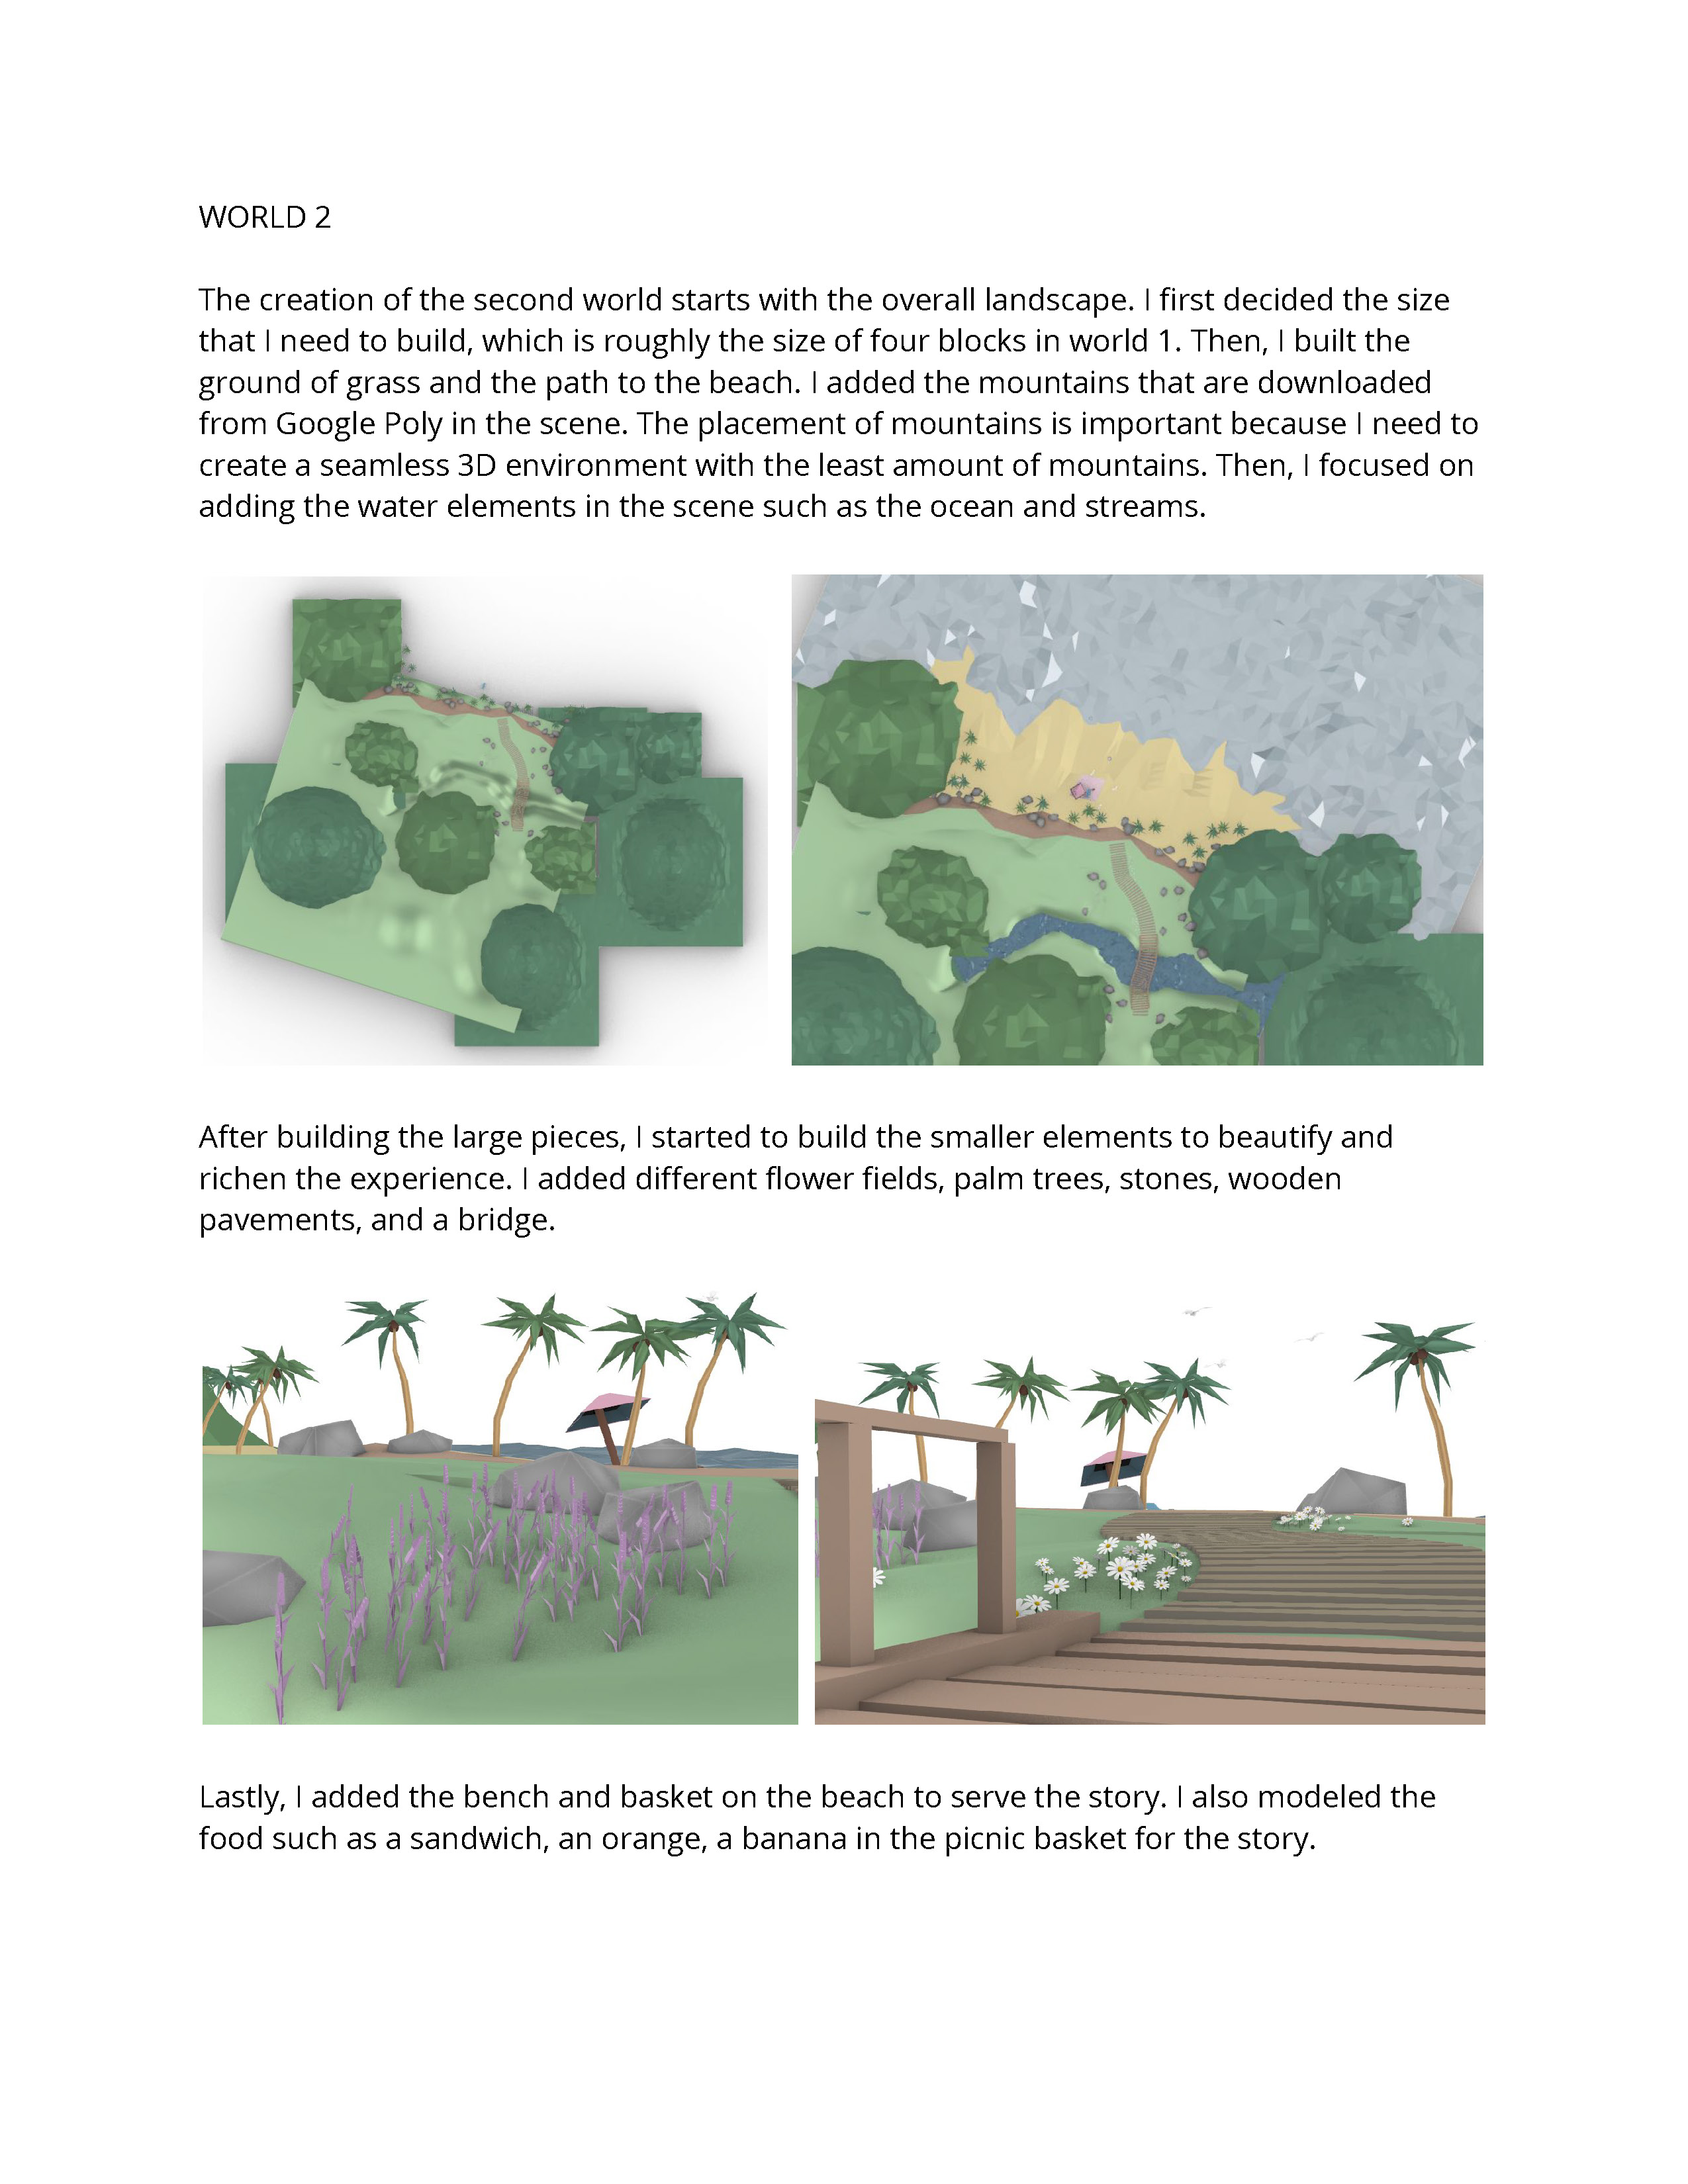 WORLD 2
The creation of the second world starts with the overall landscape. I first decided the size
that I need to build, which is roughly the size of four blocks in world 1. Then, I built the
ground of grass and the path to the beach. I added the mountains that are downloaded
from Google Poly in the scene. The placement of mountains is important because I need to
create a seamless 3D environment with the least amount of mountains. Then, I focused on
adding the water elements in the scene such as the ocean and streams.
After building the large pieces, I started to build the smaller elements to beautify and
richen the experience. I added different flower fields, palm trees, stones, wooden
pavements, and a bridge.
Lastly, I added the bench and basket on the beach to serve the story. I also modeled the
food such as a sandwich, an orange, a banana in the picnic basket for the story.